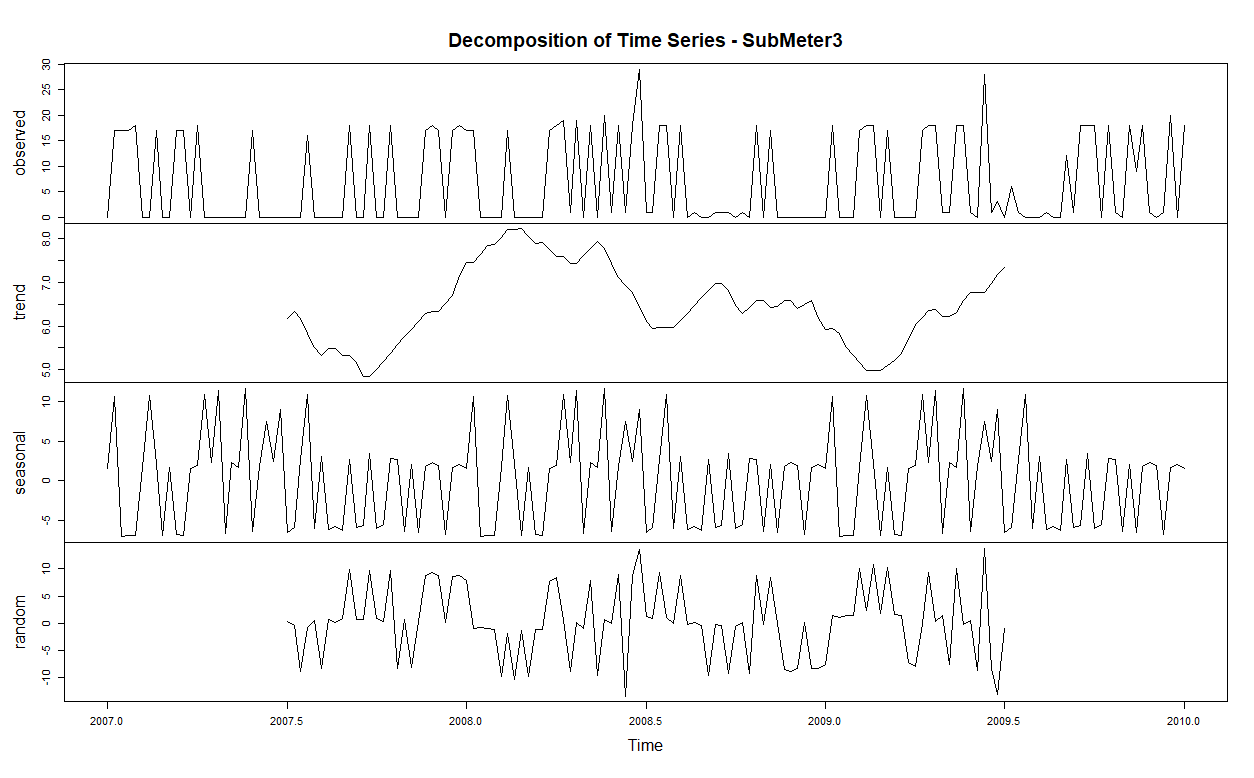 Decomposition of Time Series - SubMeter3
observed
0 5 10 15 20 25 30
trend
5.0 6.0 7.0 8.0
seasonal
-5 0 5 10
random
-10 -5 0 5 10
2007.0 2007.5 2008.0 2008.5 2009.0 2009.5 2010.0
Time